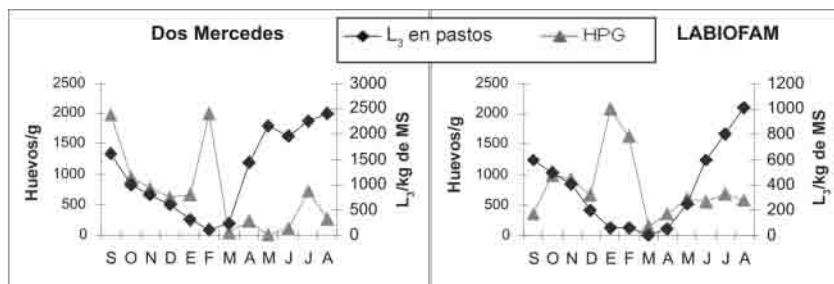 Dos Mercedes
L₃ en pastos
HPG
LABIOFAM
Huevos/g
2500
2000
1500
1000
500
0
3000
2500
2000
1500
1000
500
0
L₃/kg de MS
S O N D E F M A M J J A
Huevos/g
2500
2000
1500
1000
500
0
1200
1000
800
600
400
200
0
L₃/kg de MS
S O N D E F M A M J J A